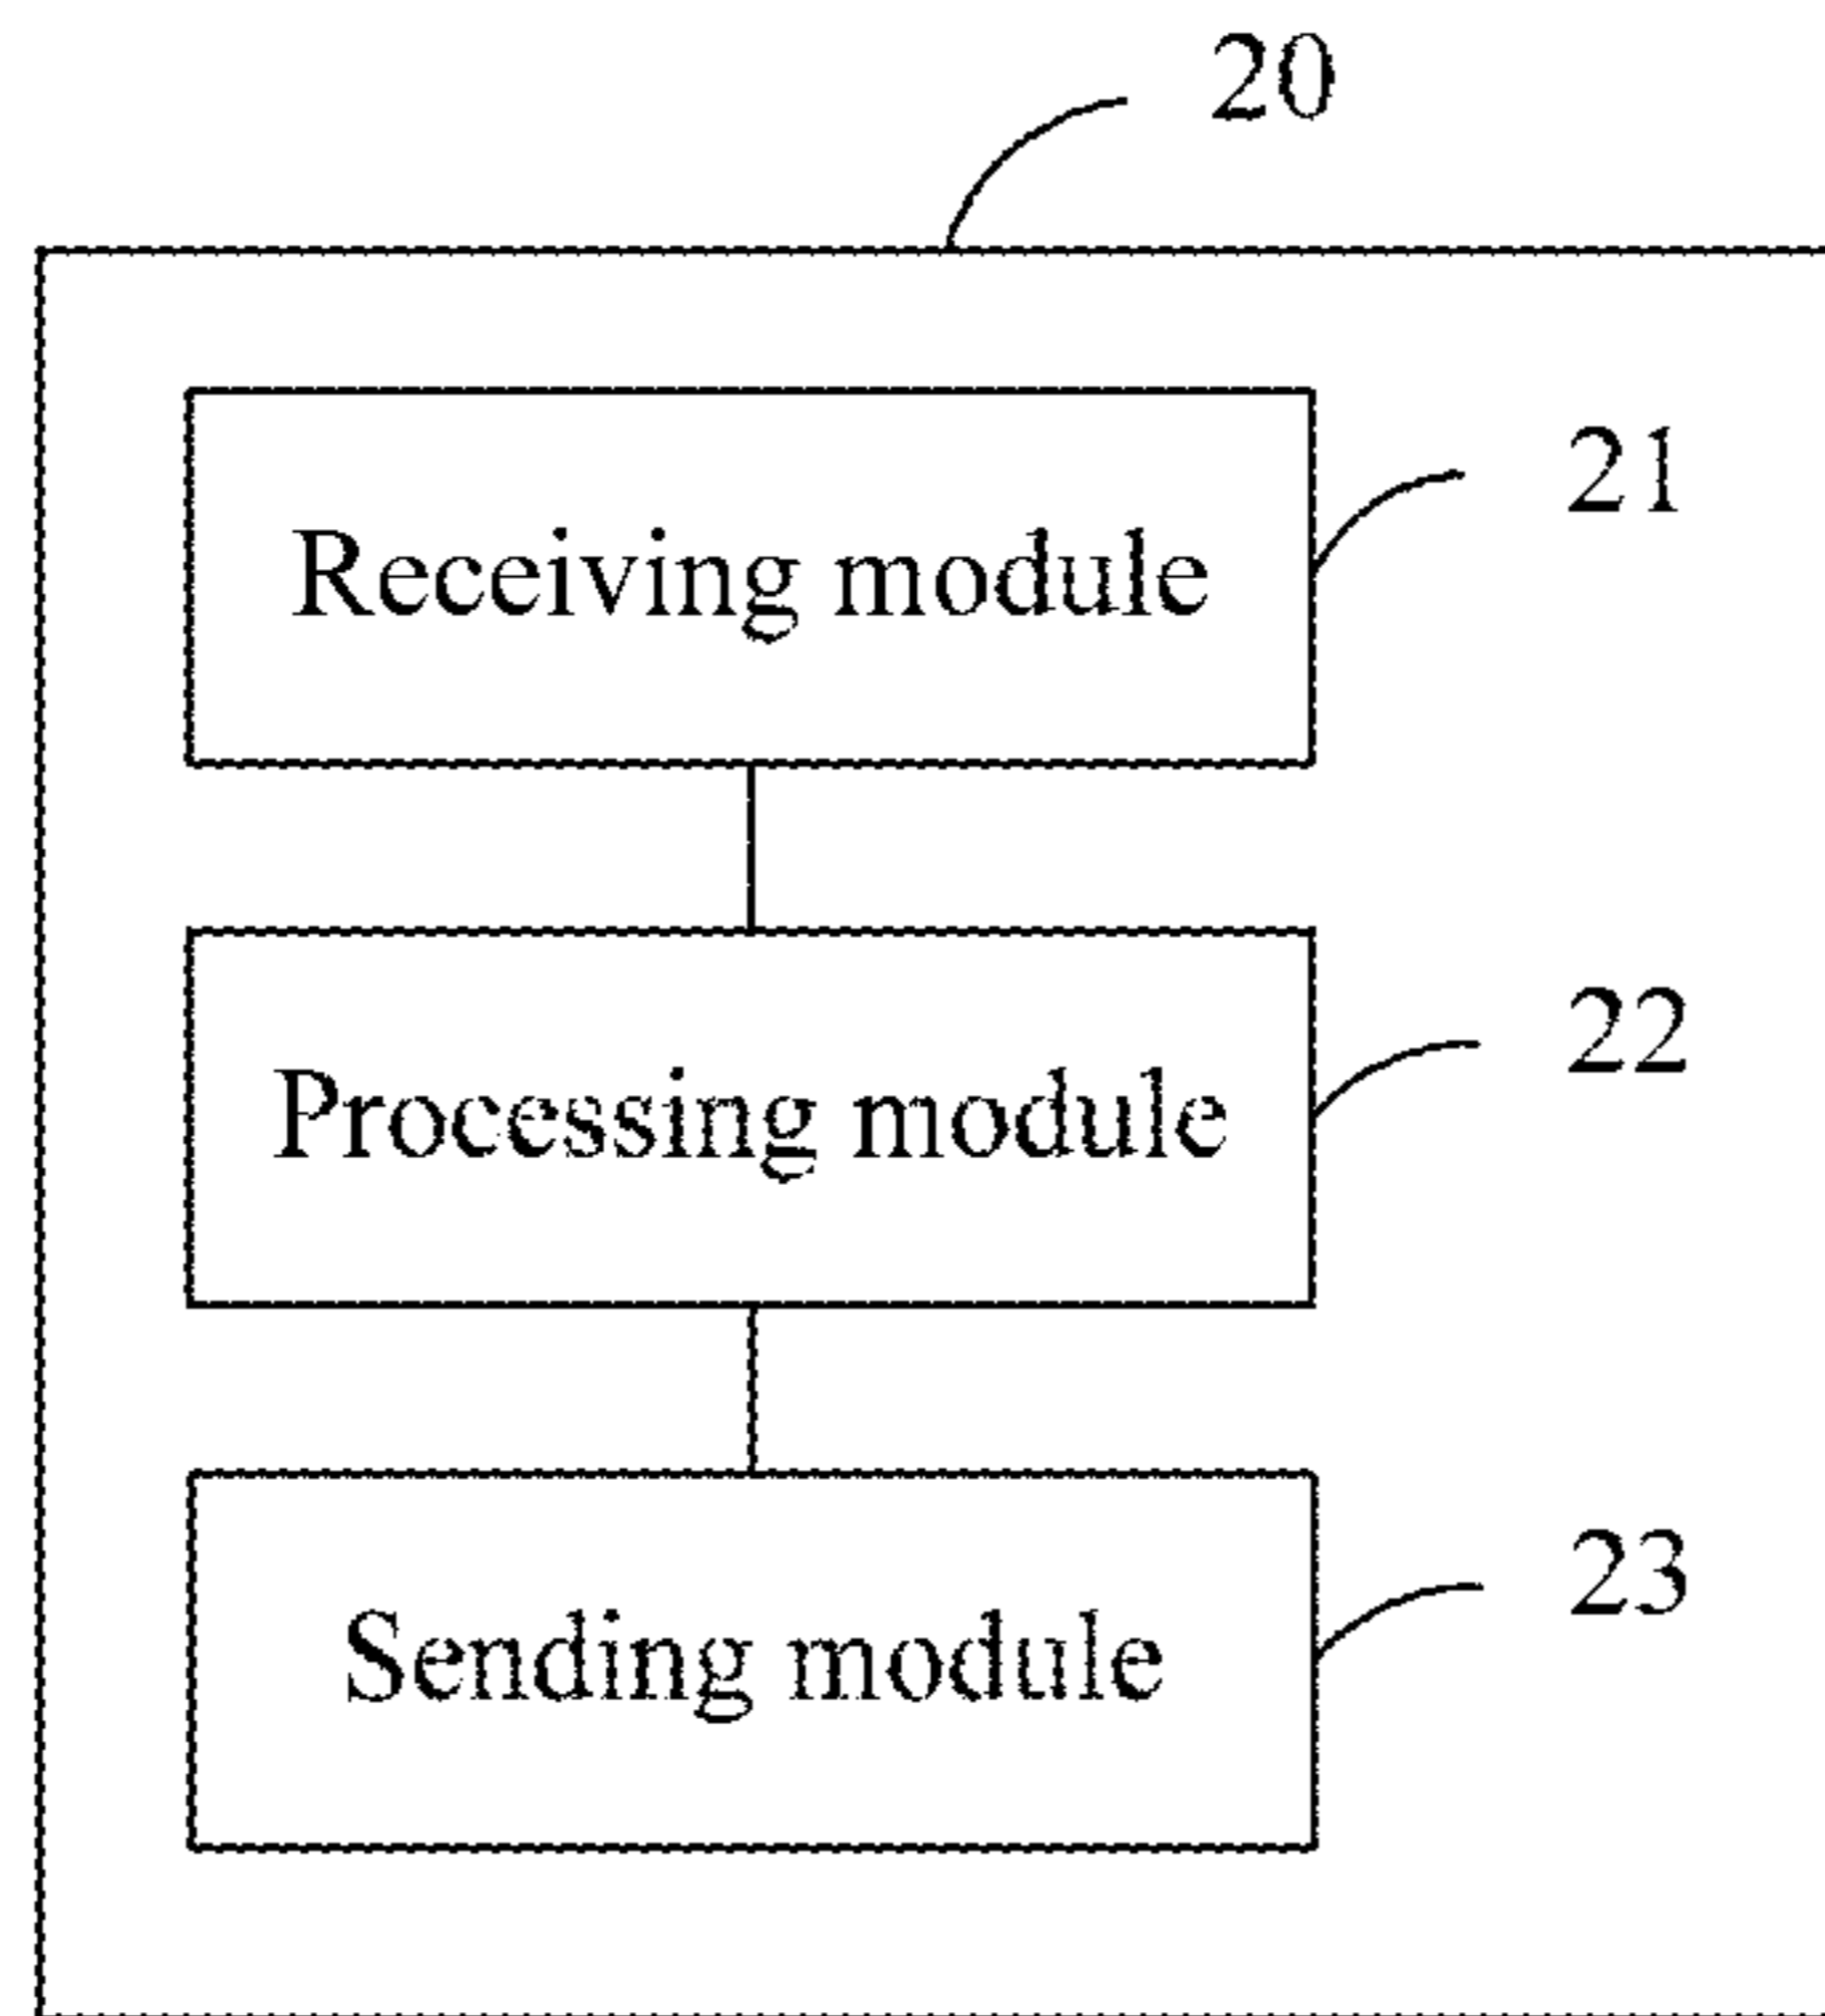 20
21
Receiving module
22
Processing module
23
Sending module